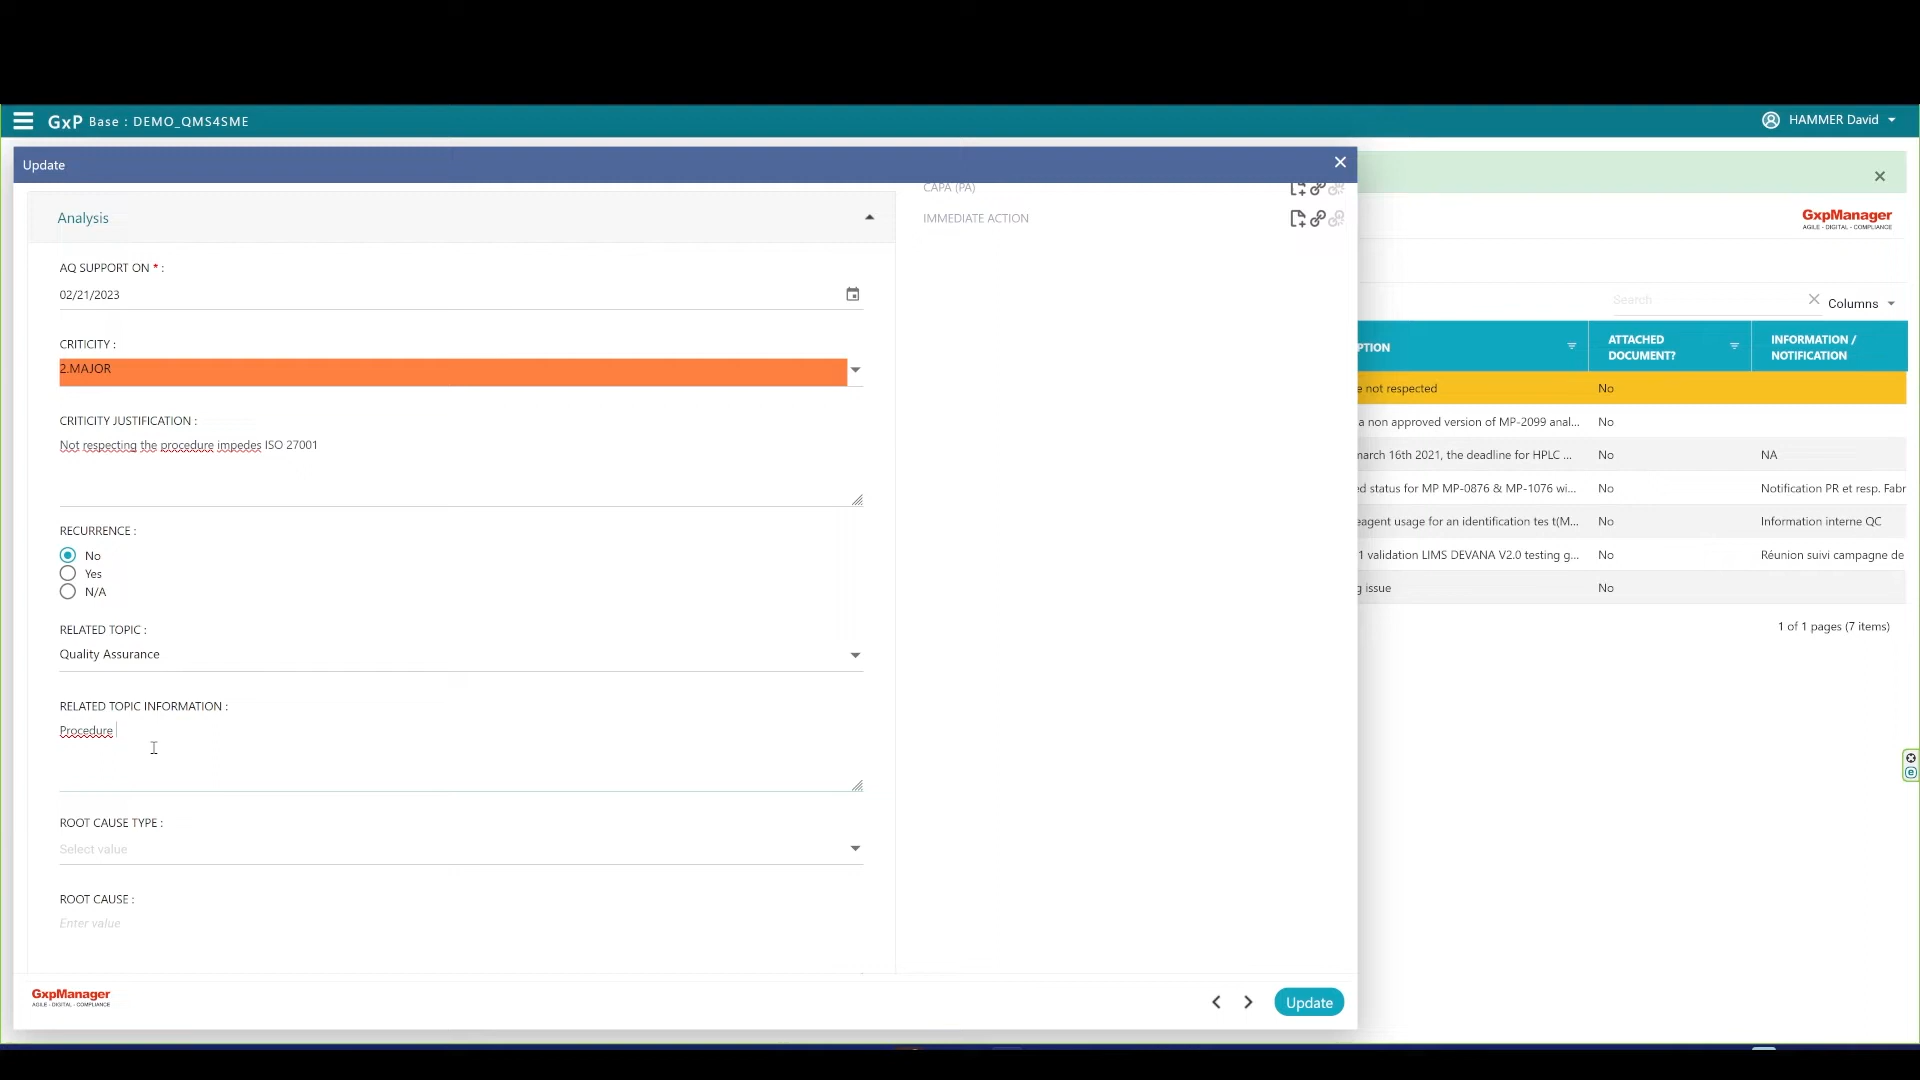 GxP Base : DEMO_QMS4SME
HAMMER David
Update
CAPA (PA)
Analysis
IMMEDIATE ACTION
GxpManager
AGILE - DIGITAL - COMPLIANCE
AQ SUPPORT ON * :
02/21/2023
Search
Columns
CRITICITY :
2.MAJOR
PTION
ATTACHED
DOCUMENT?
INFORMATION /
NOTIFICATION
e not respected No
CRITICITY JUSTIFICATION :
Not respecting the procedure impedes ISO 27001
a non approved version of MP-2099 anal... No
march 16th 2021, the deadline for HPLC ... No NA
ed status for MP MP-0876 & MP-1076 wi... No Notification PR et resp. Fabr
eagent usage for an identification tes t(M... No Information interne QC
1 validation LIMS DEVANA V2.0 testing g... No Réunion suivi campagne de
g issue No
1 of 1 pages (7 items)
RECURRENCE :
No
Yes
N/A
RELATED TOPIC :
Quality Assurance
RELATED TOPIC INFORMATION :
Procedure
ROOT CAUSE TYPE :
Select value
ROOT CAUSE :
Enter value
GxpManager
AGILE - DIGITAL - COMPLIANCE
Update